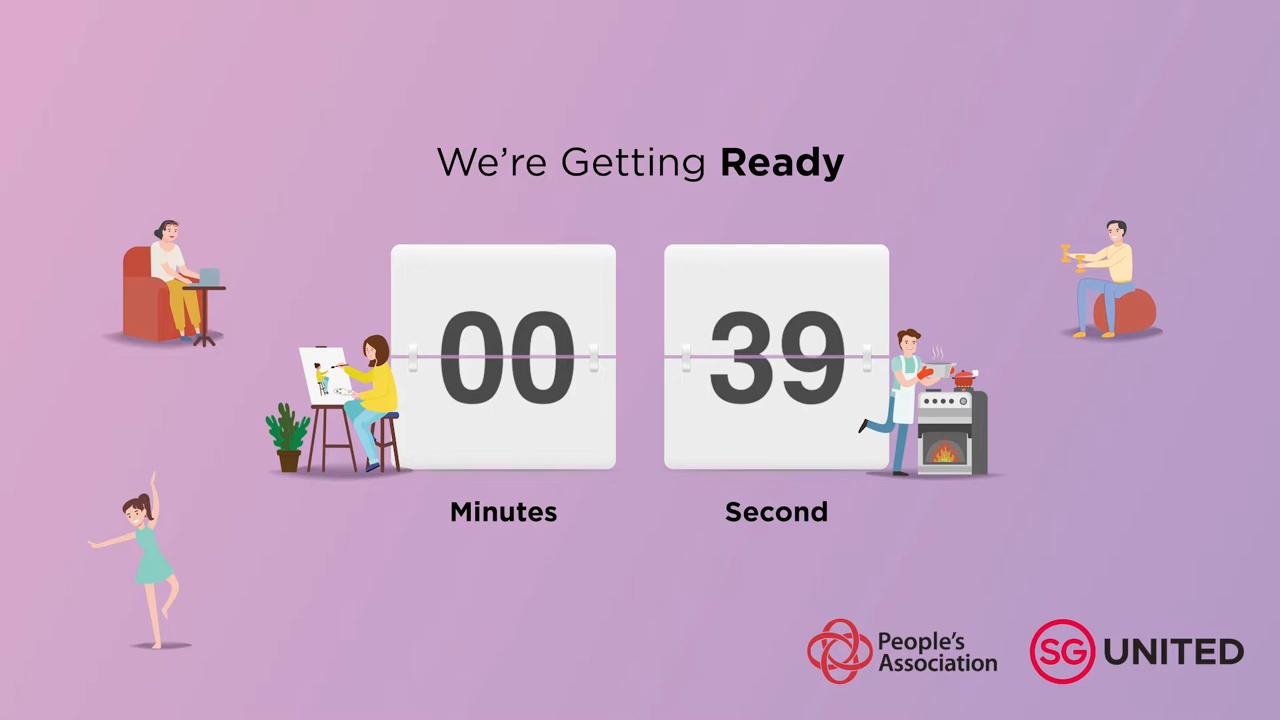 We're Getting Ready
00
39
Minutes
Second
People's
Association
SG UNITED